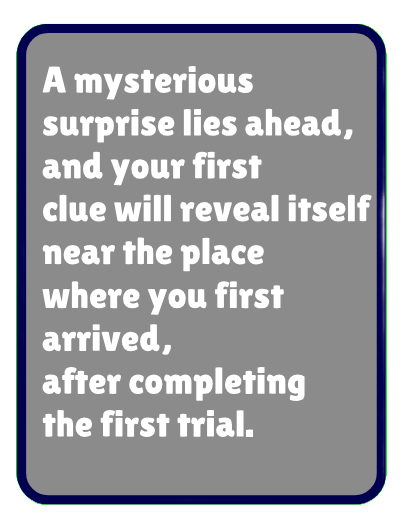 A mysterious
surprise lies ahead,
and your first
clue will reveal itself
near the place
where you first
arrived,
after completing
the first trial.